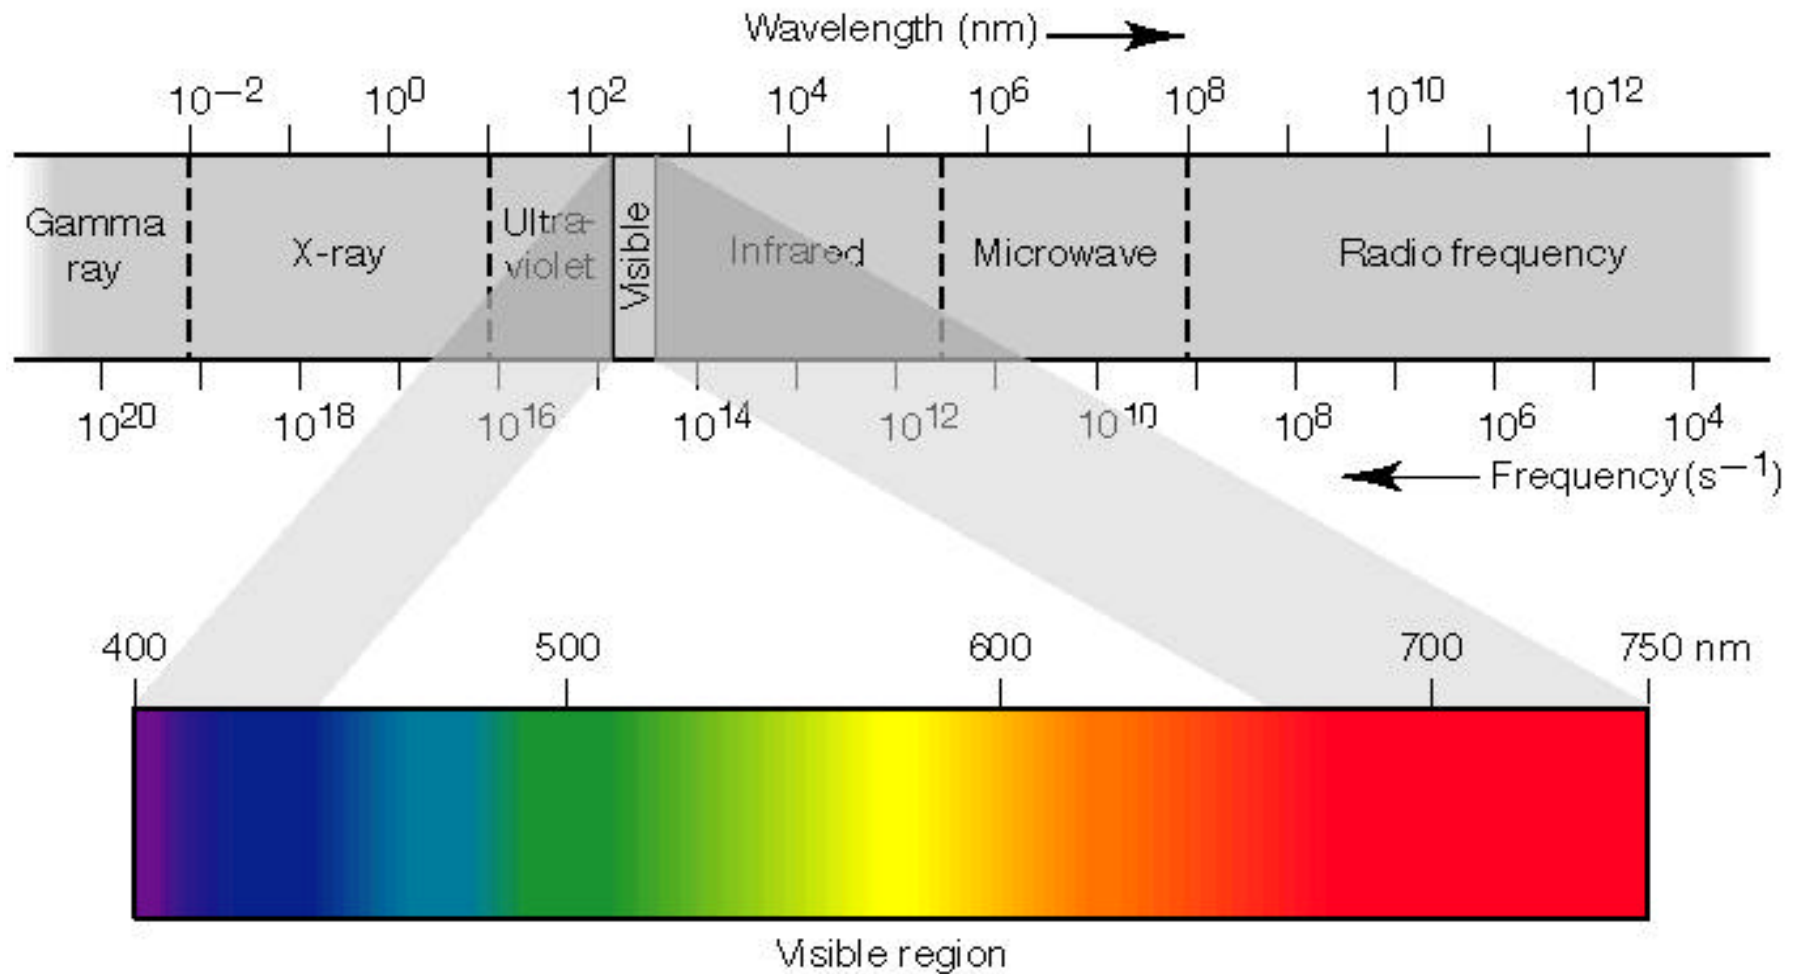 Wavelength (nm)
10⁻² 10⁰ 10² 10⁴ 10⁶ 10⁸ 10¹⁰ 10¹²
Gamma
ray
X-ray
Ultra-
violet
Visible
Infrared
Microwave
Radio frequency
10²⁰ 10¹⁸ 10¹⁶ 10¹⁴ 10¹² 10¹⁰ 10⁸ 10⁶ 10⁴
Frequency (s⁻¹)
400 500 600 700 750 nm
Visible region